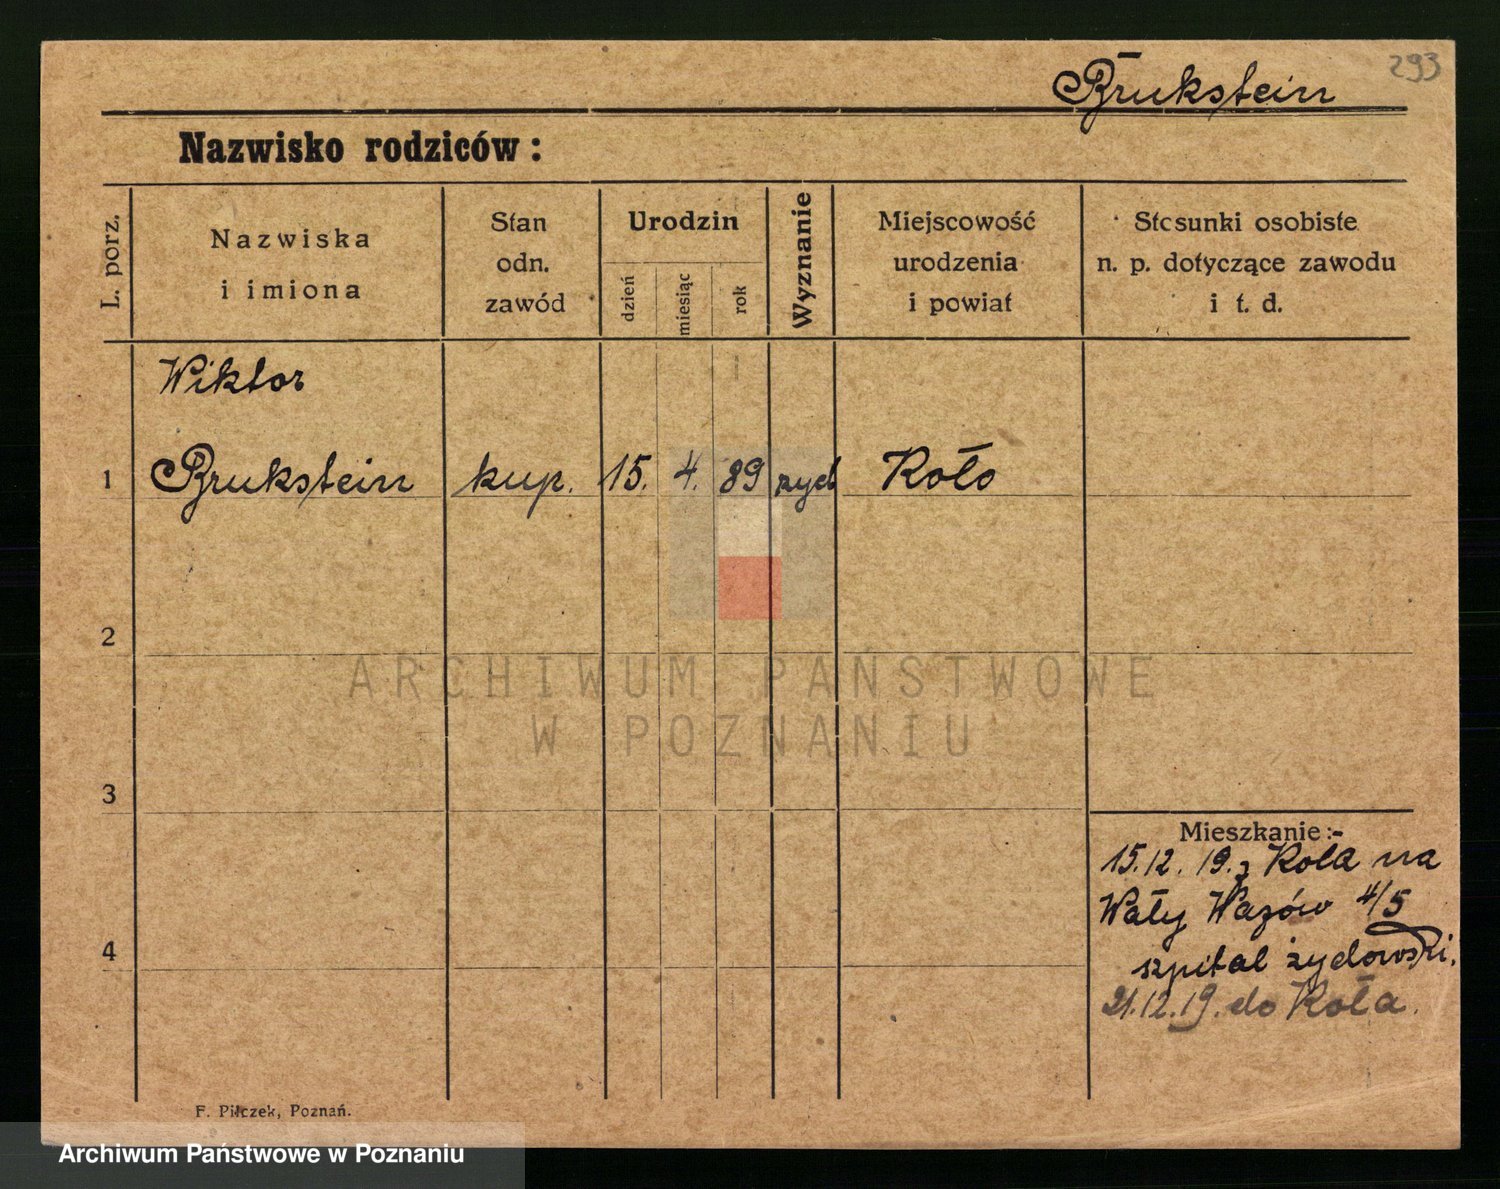 293
Brukstein
Nazwisko rodziców :
L. porz.
Nazwiska
i imiona
Stan
odn.
zawód
Urodzin
dzień
miesiąc
rok
Wyznanie
Miejscowość
urodzenia
i powiat
Stosunki osobiste
n. p. dotyczące zawodu
i t. d.
Wiktor
1 Brukstein kup. 15. 4. 89 żyd Koło
2
3
4
ARCHIWUM PAŃSTWOWE
W POZNANIU
Mieszkanie :-
15.12.19. z Koła na
Wały Wazów 4/5
szpital żydowski.
21.12.19. do Koła.
F. Pilczek, Poznań.
Archiwum Państwowe w Poznaniu